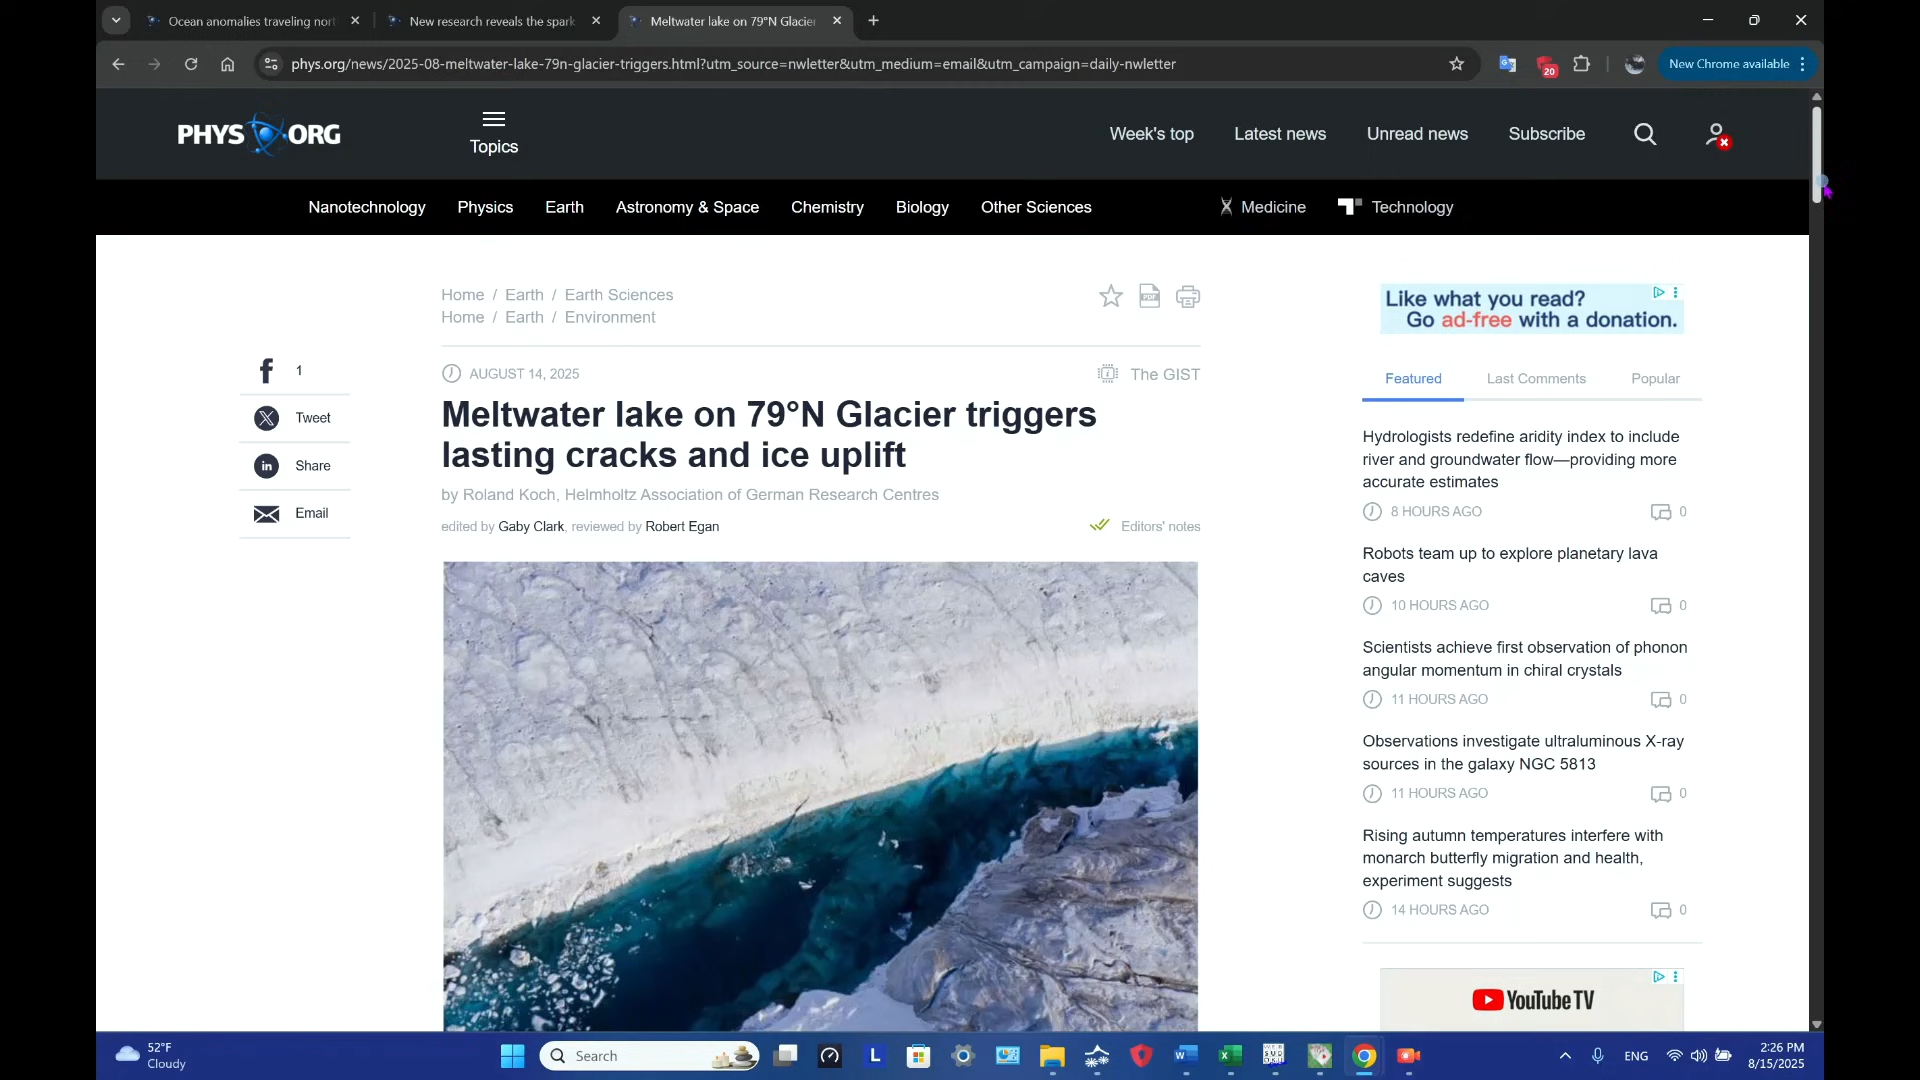 Ocean anomalies traveling nor
New research reveals the spark
Meltwater lake on 79°N Glacie
phys.org/news/2025-08-meltwater-lake-79n-glacier-triggers.html?utm_source=nwletter&utm_medium=email&utm_campaign=daily-nwletter
20
New Chrome available
PHYS ORG
Topics
Week's top
Latest news
Unread news
Subscribe
Nanotechnology
Physics
Earth
Astronomy & Space
Chemistry
Biology
Other Sciences
Medicine
Technology
Home / Earth / Earth Sciences
Home / Earth / Environment
PDF
1
Tweet
Share
Email
AUGUST 14, 2025
The GIST
Meltwater lake on 79°N Glacier triggers
lasting cracks and ice uplift
by Roland Koch, Helmholtz Association of German Research Centres
edited by Gaby Clark, reviewed by Robert Egan
Editors' notes
Like what you read?
Go ad-free with a donation.
Featured
Last Comments
Popular
Hydrologists redefine aridity index to include
river and groundwater flow—providing more
accurate estimates
8 HOURS AGO
0
Robots team up to explore planetary lava
caves
10 HOURS AGO
0
Scientists achieve first observation of phonon
angular momentum in chiral crystals
11 HOURS AGO
0
Observations investigate ultraluminous X-ray
sources in the galaxy NGC 5813
11 HOURS AGO
0
Rising autumn temperatures interfere with
monarch butterfly migration and health,
experiment suggests
14 HOURS AGO
0
YouTube TV
52°F
Cloudy
Search
ENG
2:26 PM
8/15/2025